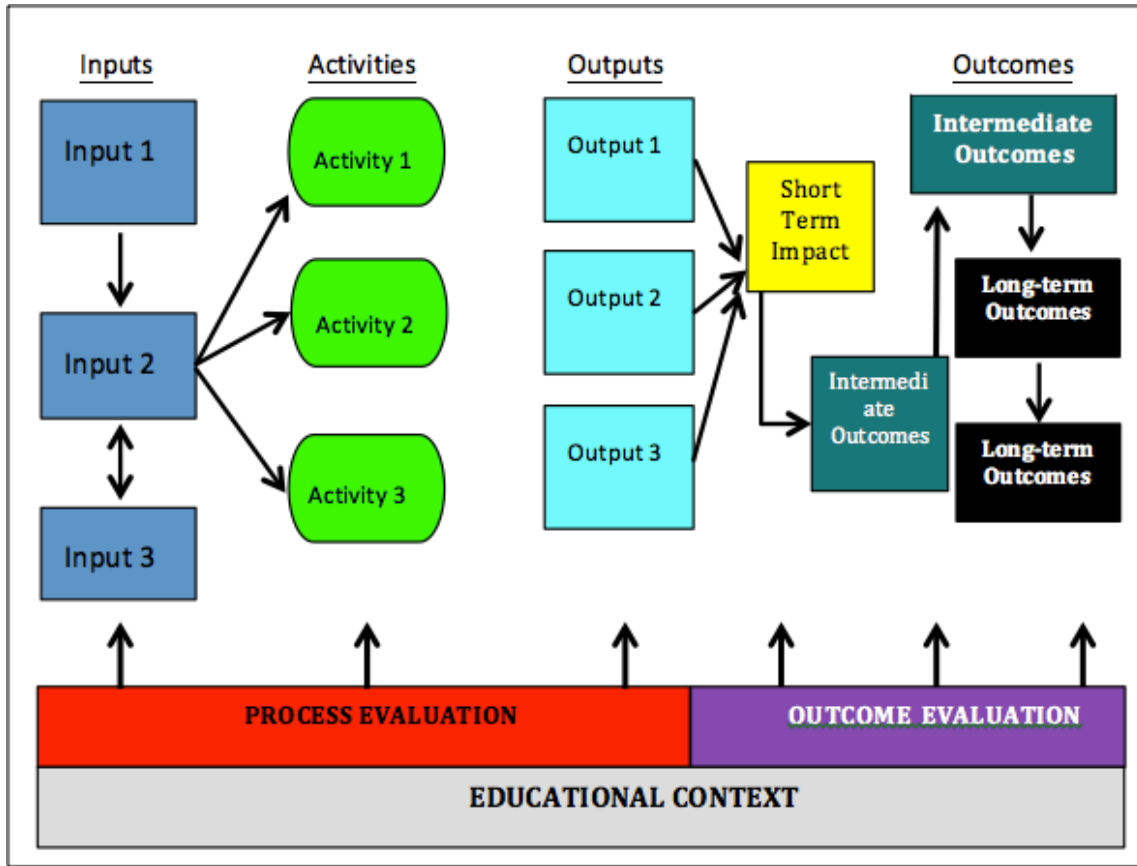 Inputs
Activities
Outputs
Outcomes
Input 1
Input 2
Input 3
Activity 1
Activity 2
Activity 3
Output 1
Output 2
Output 3
Short
Term
Impact
Intermedi
ate
Outcomes
Intermediate
Outcomes
Long-term
Outcomes
Long-term
Outcomes
PROCESS EVALUATION
OUTCOME EVALUATION
EDUCATIONAL CONTEXT